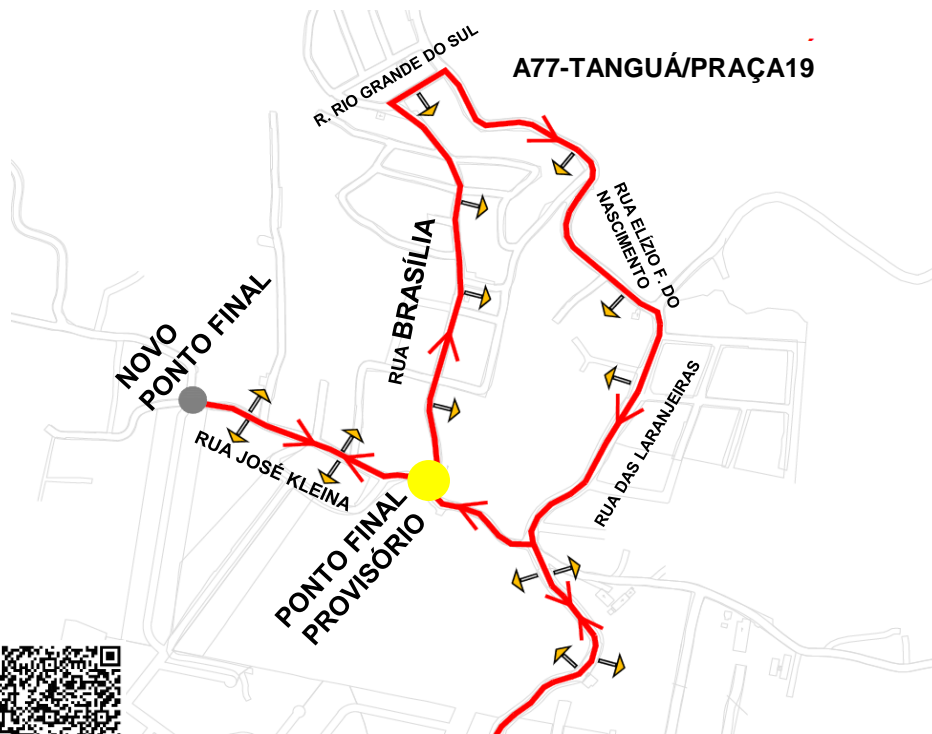 A77-TANGUÁ/PRAÇA19
R. RIO GRANDE DO SUL
RUA ELÍZIO F. DO
NASCIMENTO
RUA BRASÍLIA
NOVO
PONTO FINAL
RUA JOSÉ KLEINA
RUA DAS LARANJEIRAS
PONTO FINAL
PROVISÓRIO